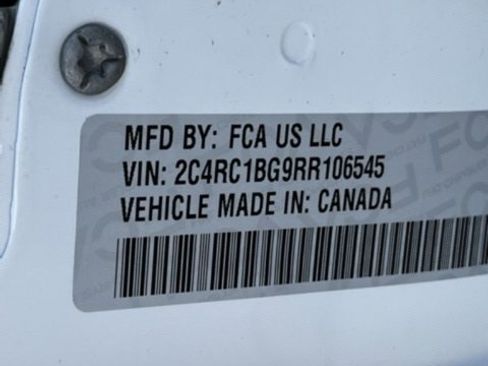 MFD BY: FCA US LLC
VIN: 2C4RC1BG9RR106545
VEHICLE MADE IN: CANADA